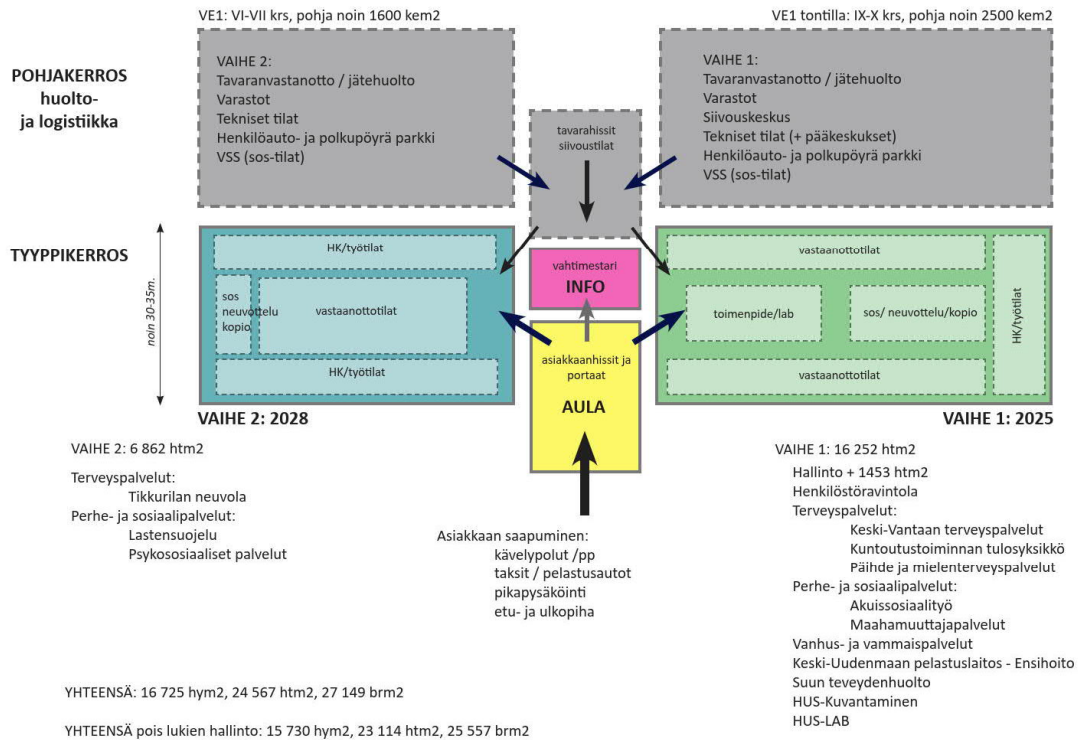 VE1: VI-VII krs, pohja noin 1600 kem2
VE1 tontilla: IX-X krs, pohja noin 2500 kem2
POHJAKERROS
huolto-
ja logistiikka
VAIHE 2:
Tavaranvastanotto / jätehuolto
Varastot
Tekniset tilat
Henkilöauto- ja polkupöyrä parkki
VSS (sos-tilat)
tavarahissit
siivoustilat
VAIHE 1:
Tavaranvastanotto / jätehuolto
Varastot
Siivouskeskus
Tekniset tilat (+ pääkeskukset)
Henkilöauto- ja polkupöyrä parkki
VSS (sos-tilat)
TYYPPIKERROS
noin 30-35m.
HK/työtilat
sos
neuvottelu
kopio
vastaanottotilat
HK/työtilat
vahtimestari
INFO
asiakkaanhissit ja
portaat
AULA
vastaanottotilat
toimenpide/lab
sos/ neuvottelu/kopio
vastaanottotilat
HK/työtilat
VAIHE 2: 2028
VAIHE 1: 2025
VAIHE 2: 6 862 htm2
Terveyspalvelut:
Tikkurilan neuvola
Perhe- ja sosiaalipalvelut:
Lastensuojelu
Psykososiaaliset palvelut
Asiakkaan saapuminen:
kävelypolut /pp
taksit / pelastusautot
pikapysäköinti
etu- ja ulkopiha
VAIHE 1: 16 252 htm2
Hallinto + 1453 htm2
Henkilöstöravintola
Terveyspalvelut:
Keski-Vantaan terveyspalvelut
Kuntoutustoiminnan tulosyksikkö
Päihde ja mielenterveyspalvelut
Perhe- ja sosiaalipalvelut:
Akuissosiaalityö
Maahamuuttajapalvelut
Vanhus- ja vammaispalvelut
Keski-Uudenmaan pelastuslaitos - Ensihoito
Suun teveydenhuolto
HUS-Kuvantaminen
HUS-LAB
YHTEENSÄ: 16 725 hym2, 24 567 htm2, 27 149 brm2
YHTEENSÄ pois lukien hallinto: 15 730 hym2, 23 114 htm2, 25 557 brm2